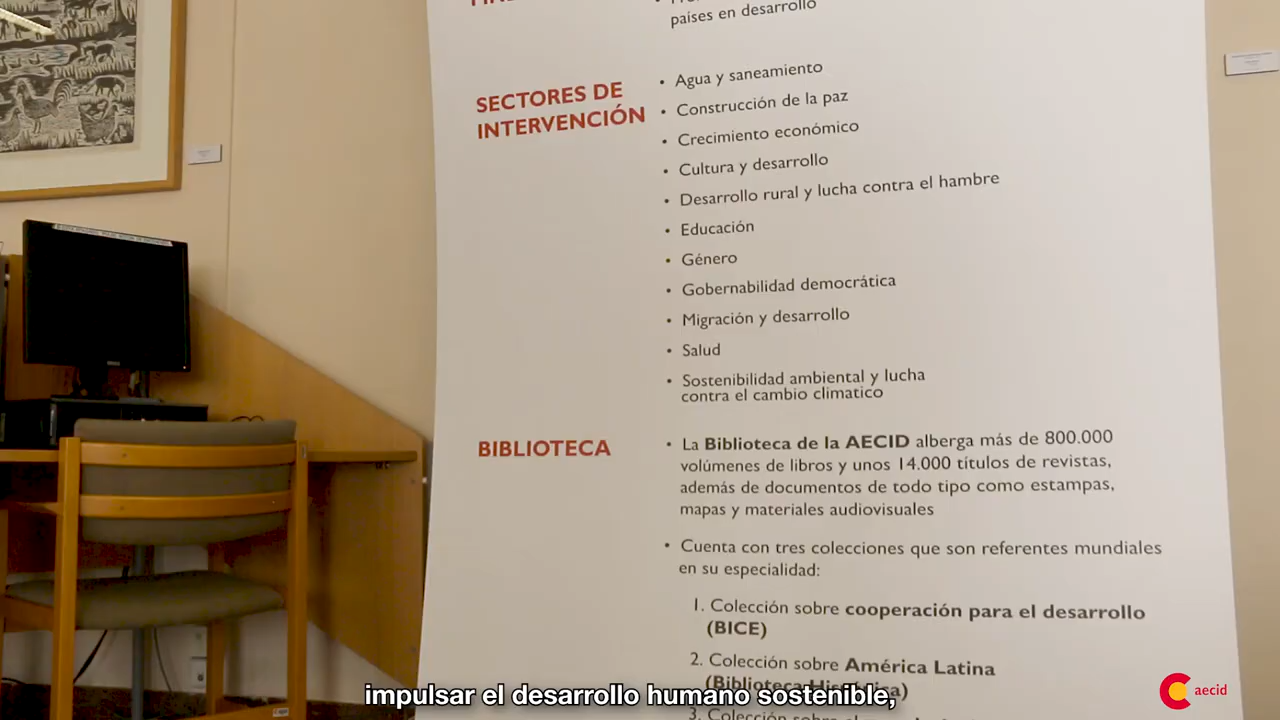 países en desarrollo
SECTORES DE
INTERVENCIÓN
• Agua y saneamiento
• Construcción de la paz
• Crecimiento económico
• Cultura y desarrollo
• Desarrollo rural y lucha contra el hambre
• Educación
• Género
• Gobernabilidad democrática
• Migración y desarrollo
• Salud
• Sostenibilidad ambiental y lucha
contra el cambio climatico
BIBLIOTECA
• La Biblioteca de la AECID alberga más de 800.000
volúmenes de libros y unos 14.000 títulos de revistas,
además de documentos de todo tipo como estampas,
mapas y materiales audiovisuales
• Cuenta con tres colecciones que son referentes mundiales
en su especialidad:
1. Colección sobre cooperación para el desarrollo
(BICE)
2. Colección sobre América Latina
(Biblioteca Hispánica)
3. Colección sobre
impulsar el desarrollo humano sostenible,
aecid